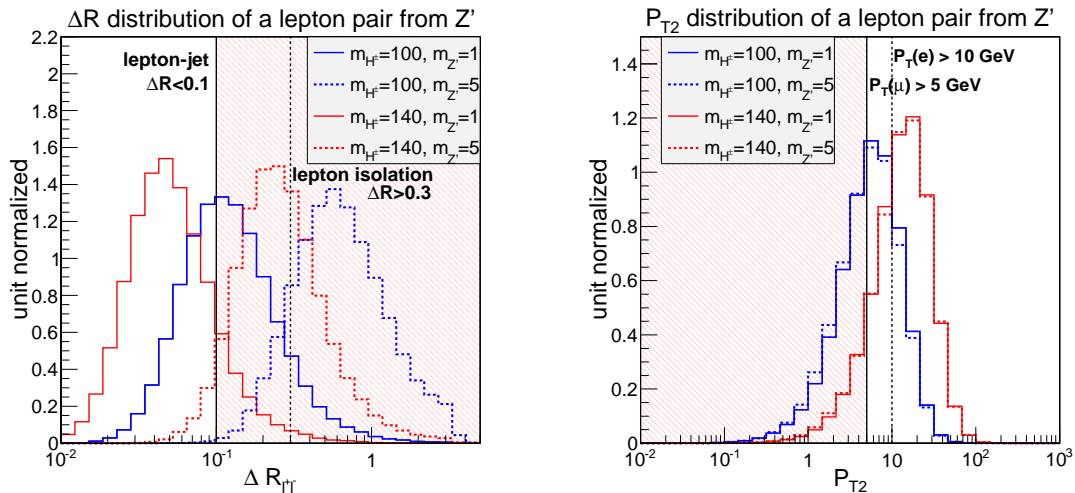 ΔR distribution of a lepton pair from Z'
2.2
2
1.8
1.6
1.4
1.2
1
0.8
0.6
0.4
0.2
0
unit normalized
lepton-jet
ΔR<0.1
m_H±=100, m_Z'=1
m_H±=100, m_Z'=5
m_H±=140, m_Z'=1
m_H±=140, m_Z'=5
lepton isolation
ΔR>0.3
10⁻² 10⁻¹ 1
Δ R_l⁺l⁻
P_T2 distribution of a lepton pair from Z'
1.4
1.2
1
0.8
0.6
0.4
0.2
0
unit normalized
m_H±=100, m_Z'=1
m_H±=100, m_Z'=5
m_H±=140, m_Z'=1
m_H±=140, m_Z'=5
P_T(e) > 10 GeV
P_T(μ) > 5 GeV
10⁻² 10⁻¹ 1 10 10² 10³
P_T2